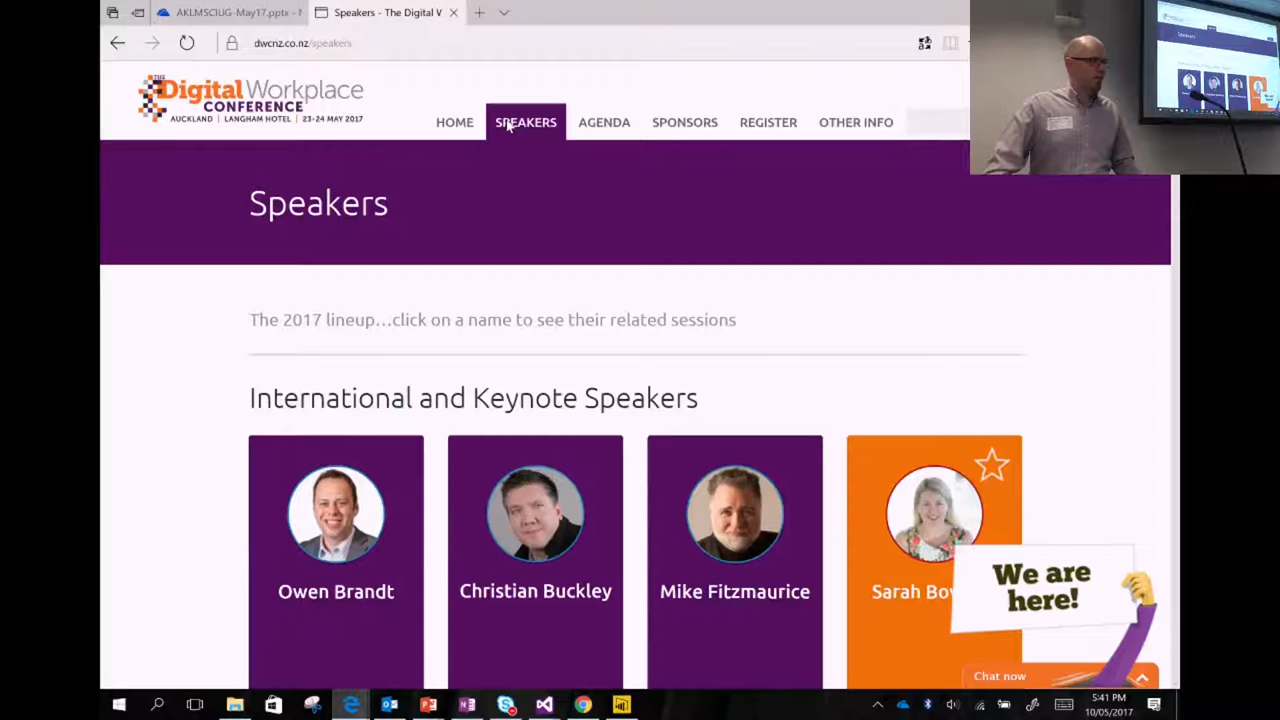 AKLMSCIUG-May17.pptx - M
Speakers - The Digital W
dwcnz.co.nz/speakers
THE
Digital Workplace
CONFERENCE
AUCKLAND | LANGHAM HOTEL | 23-24 MAY 2017
HOME
SPEAKERS
AGENDA
SPONSORS
REGISTER
OTHER INFO
Speakers
Speakers
The 2017 lineup...click on a name to see their related sessions
International and Keynote Speakers
Owen Brandt
Christian Buckley
Mike Fitzmaurice
Sarah
We are
here!
Chat now
5:41 PM
10/05/2017